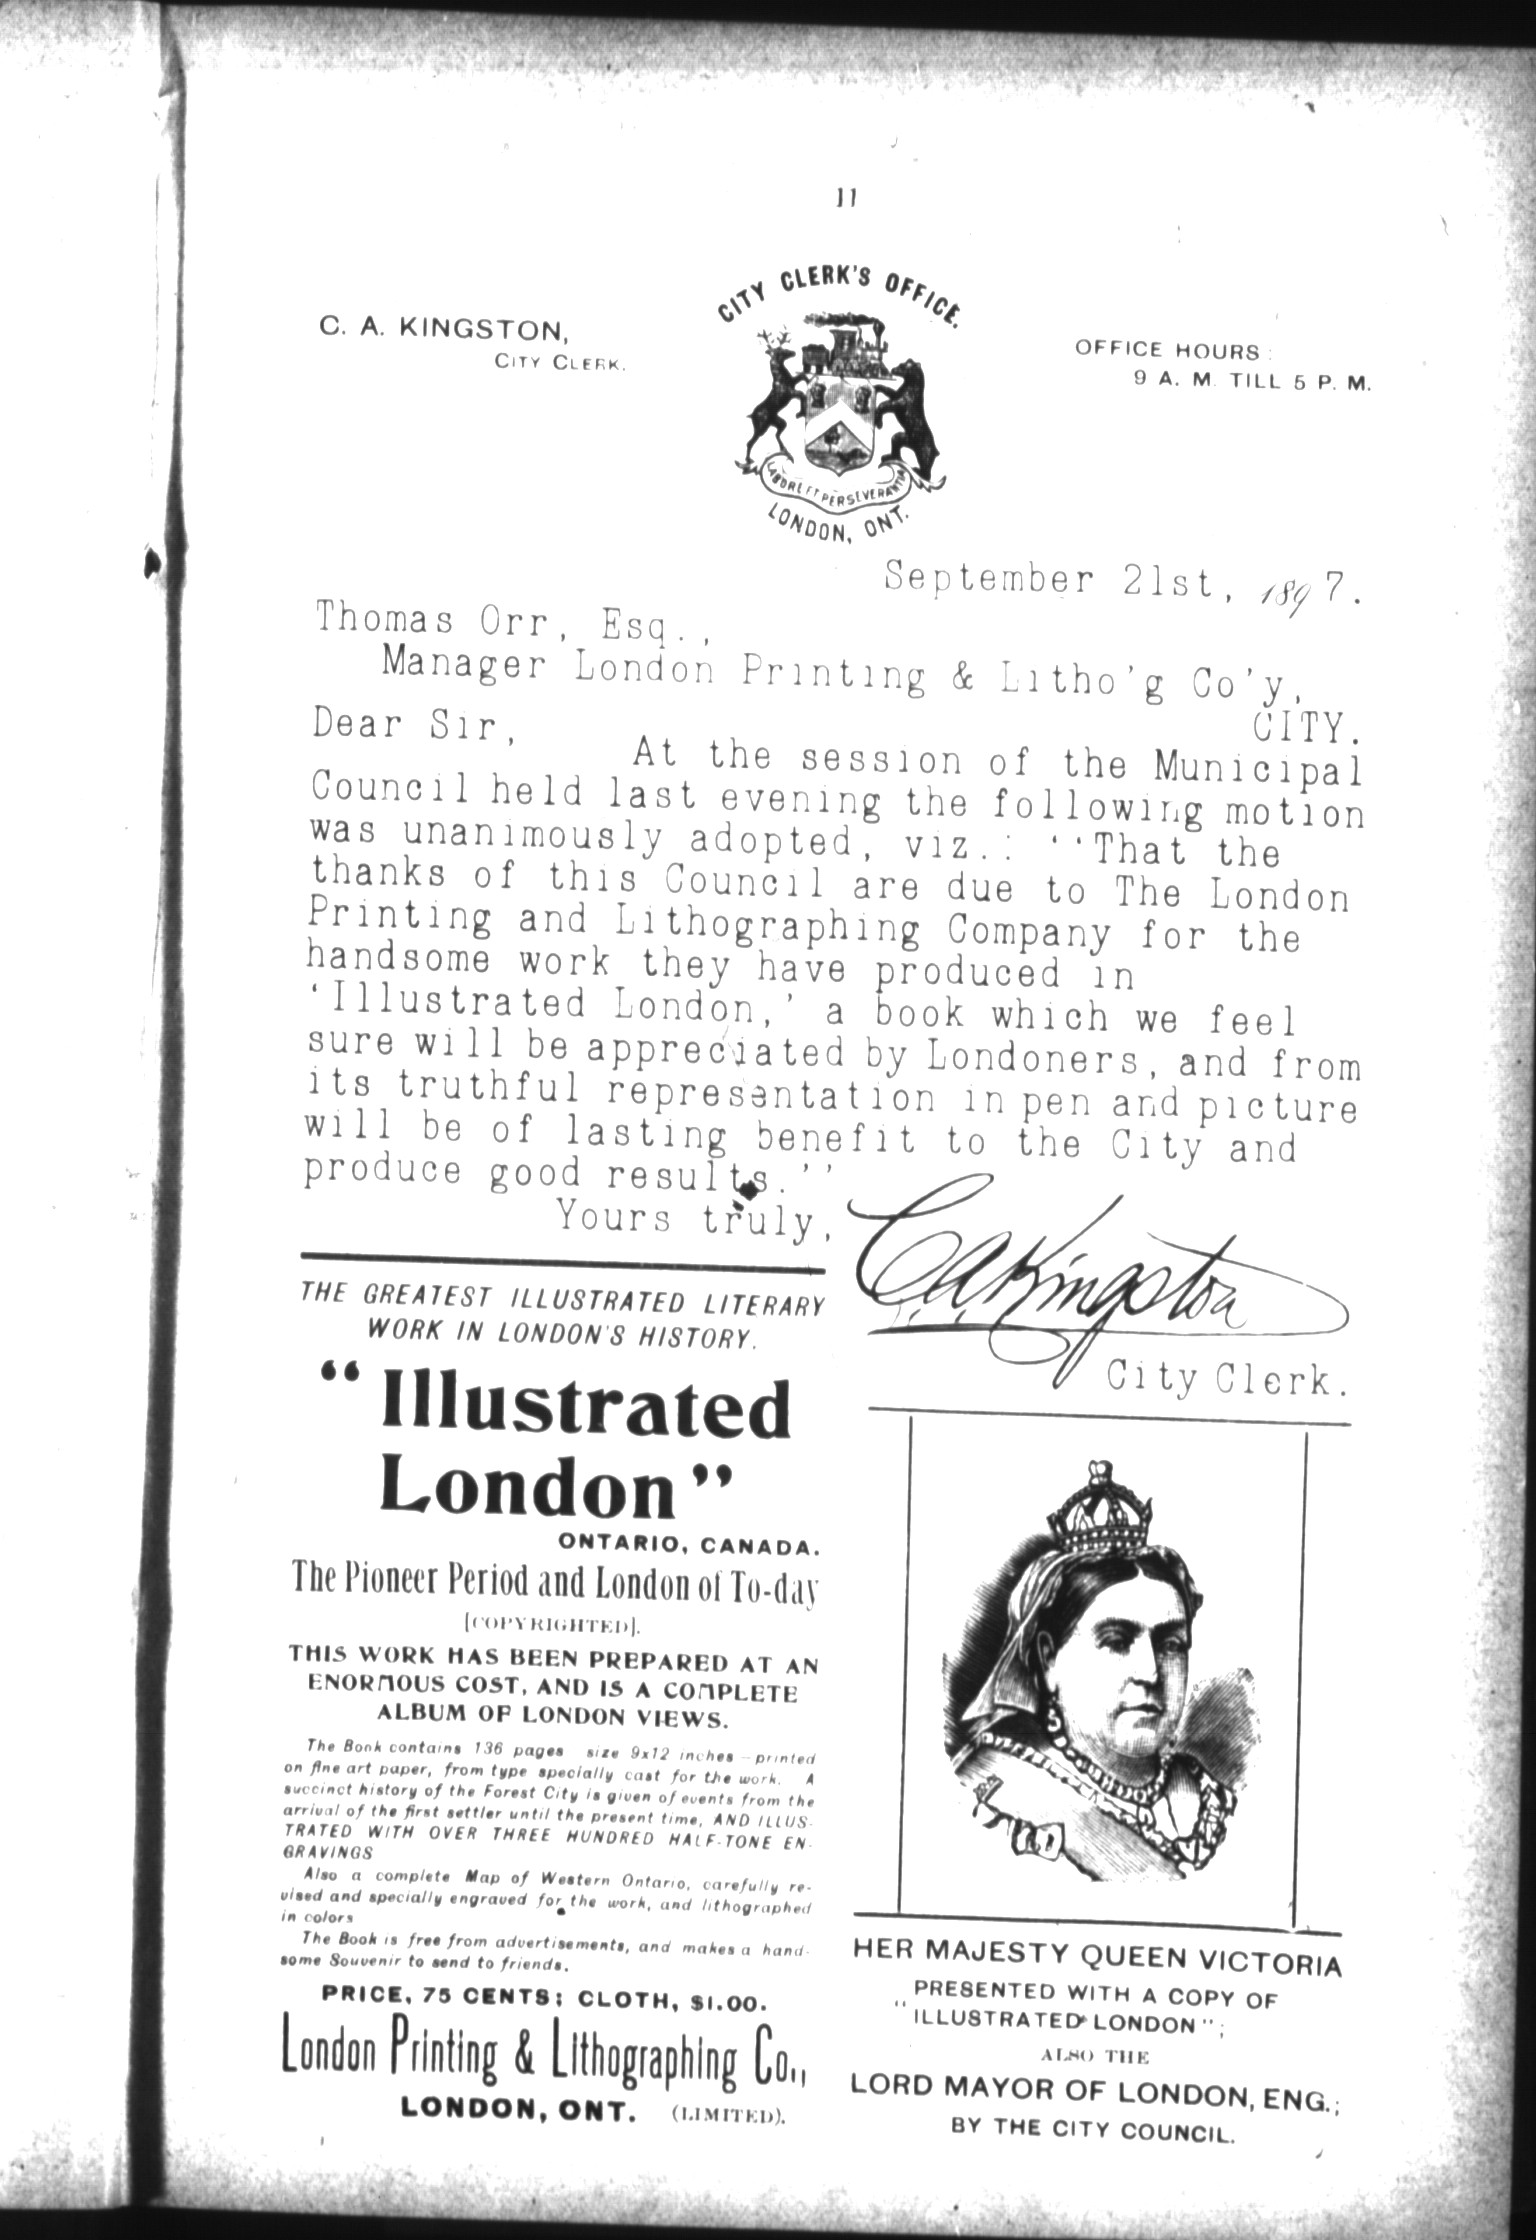 11
C. A. KINGSTON,
CITY CLERK.
CITY CLERK'S OFFICE.
LABORE ET PERSEVERANTIA
LONDON, ONT.
OFFICE HOURS:
9 A. M. TILL 5 P. M.
September 21st, 1897.
Thomas Orr, Esq.,
Manager London Printing & Litho'g Co'y,
CITY.
Dear Sir,
At the session of the Municipal
Council held last evening the following motion
was unanimously adopted, viz.: ''That the
thanks of this Council are due to The London
Printing and Lithographing Company for the
handsome work they have produced in
'Illustrated London,' a book which we feel
sure will be appreciated by Londoners, and from
its truthful representation in pen and picture
will be of lasting benefit to the City and
produce good results.''
Yours truly,
C. A. Kingston
City Clerk.
THE GREATEST ILLUSTRATED LITERARY
WORK IN LONDON'S HISTORY.
“Illustrated
London”
ONTARIO, CANADA.
The Pioneer Period and London of To-day
[COPYRIGHTED].
THIS WORK HAS BEEN PREPARED AT AN
ENORMOUS COST, AND IS A COMPLETE
ALBUM OF LONDON VIEWS.
The Book contains 136 pages size 9x12 inches—printed
on fine art paper, from type specially cast for the work. A
succinct history of the Forest City is given of events from the
arrival of the first settler until the present time, AND ILLUS-
TRATED WITH OVER THREE HUNDRED HALF-TONE EN-
GRAVINGS
Also a complete Map of Western Ontario, carefully re-
vised and specially engraved for the work, and lithographed
in colors
The Book is free from advertisements, and makes a hand-
some Souvenir to send to friends.
PRICE, 75 CENTS; CLOTH, $1.00.
London Printing & Lithographing Co.,
LONDON, ONT. (LIMITED).
HER MAJESTY QUEEN VICTORIA
PRESENTED WITH A COPY OF
"ILLUSTRATED LONDON";
ALSO THE
LORD MAYOR OF LONDON, ENG.;
BY THE CITY COUNCIL.